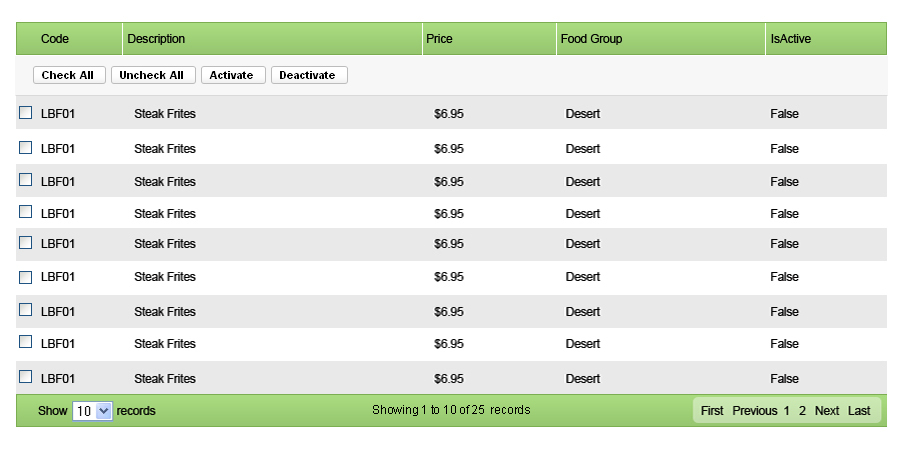 Code Description Price Food Group IsActive
Check All Uncheck All Activate Deactivate
LBF01 Steak Frites $6.95 Desert False
LBF01 Steak Frites $6.95 Desert False
LBF01 Steak Frites $6.95 Desert False
LBF01 Steak Frites $6.95 Desert False
LBF01 Steak Frites $6.95 Desert False
LBF01 Steak Frites $6.95 Desert False
LBF01 Steak Frites $6.95 Desert False
LBF01 Steak Frites $6.95 Desert False
LBF01 Steak Frites $6.95 Desert False
Show 10 records Showing 1 to 10 of 25 records First Previous 1 2 Next Last